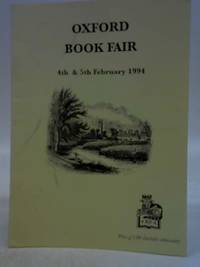 OXFORD
BOOK FAIR
4th & 5th February 1994